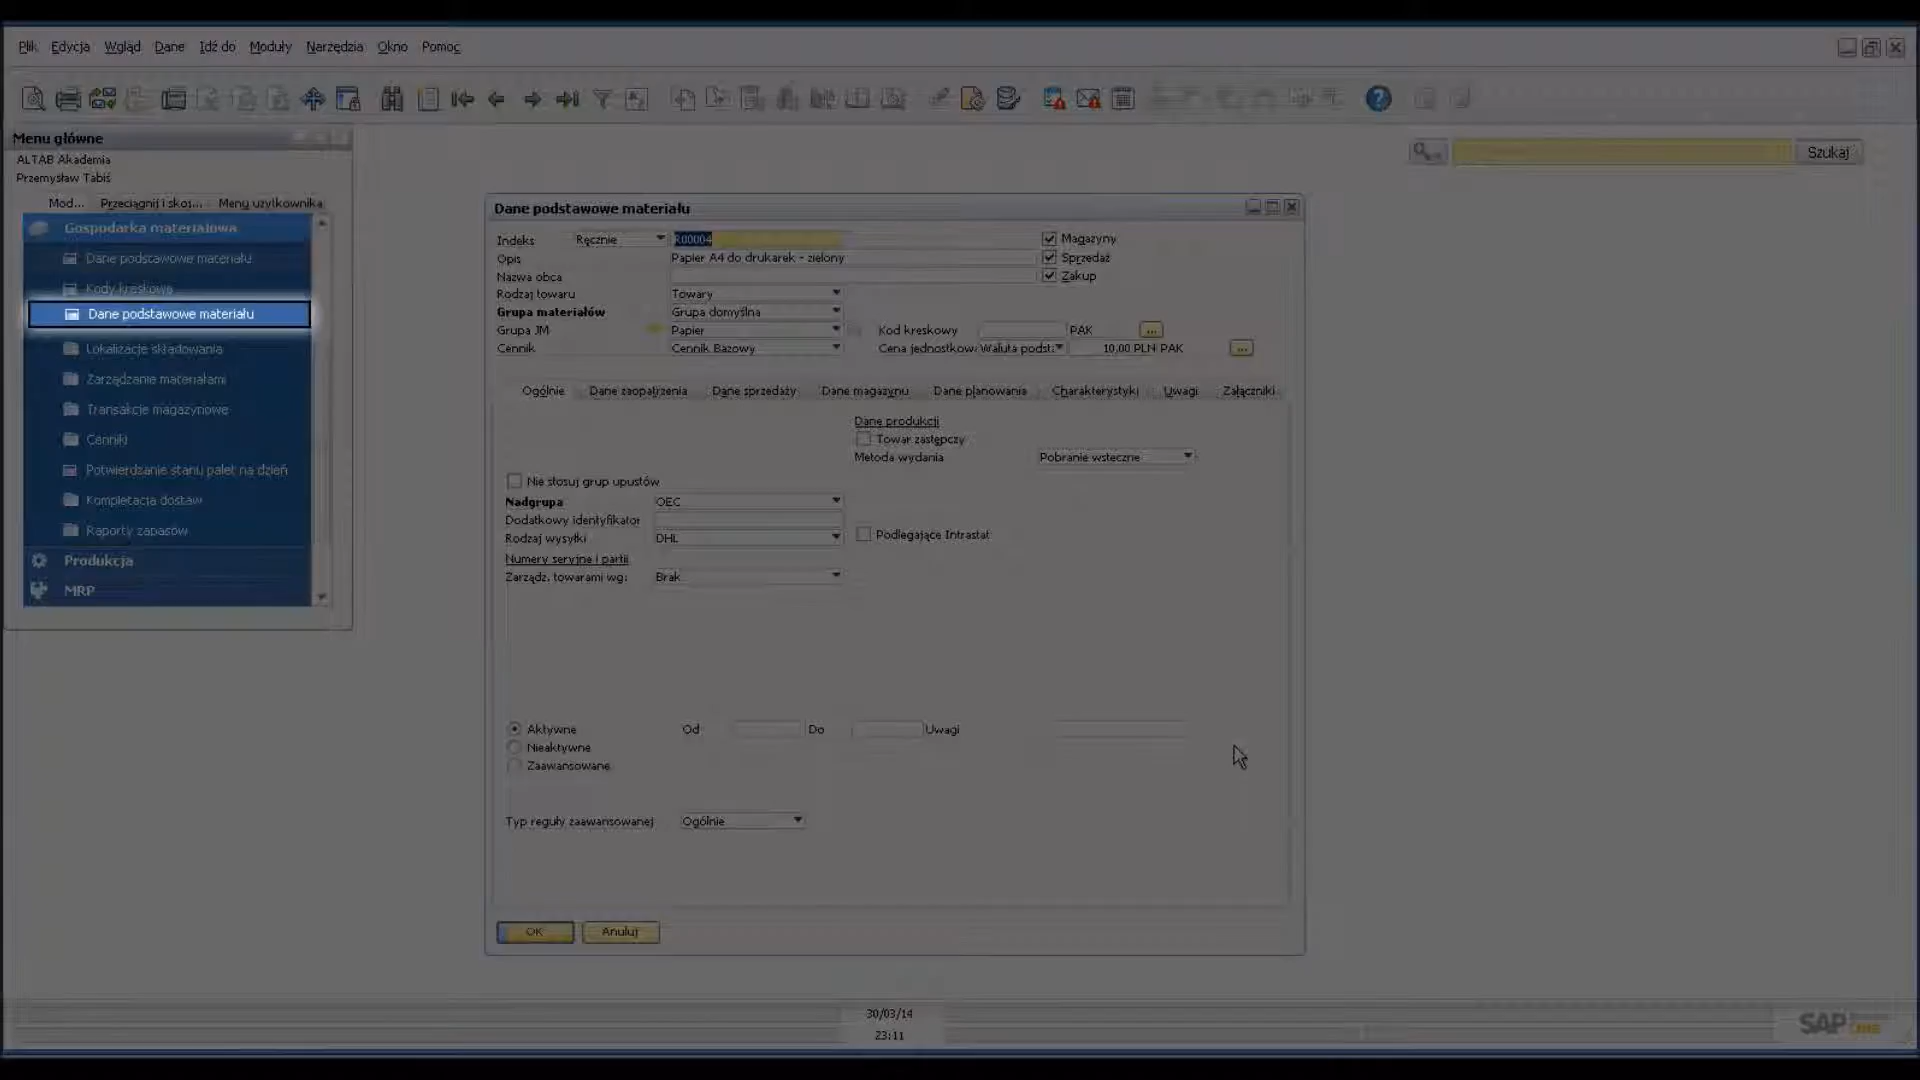 Plik Edycja Wgląd Dane Idź do Moduły Narzędzia Okno Pomoc
Menu główne
ALTAB Akademia
Przemysław Tabiś
Mod... Przeciągnij i skoj... Menu użytkownika
Gospodarka materiałowa
Dane podstawowe materiału
Kody kreskowe
Dane podstawowe materiału
Lokalizacje składowania
Zarządzanie materiałami
Transakcje magazynowe
Cenniki
Potwierdzanie stanu palet na dzień
Kompletacja dostaw
Raporty zapasów
Produkcja
MRP
Szukaj
Dane podstawowe materiału
Indeks Ręcznie R00004 Magazyny
Opis Papier A4 do drukarek - zielony Sprzedaż
Nazwa obca Zakup
Rodzaj towaru Towary
Grupa materiałów Grupa domyślna
Grupa JM Papier Kod kreskowy PAK ...
Cennik Cennik Bazowy Cena jednostkow: Waluta podst: 10,00 PLN PAK ...
Ogólnie Dane zaopatrzenia Dane sprzedaży Dane magazynu Dane planowania Charakterystyki Uwagi Załączniki
Dane produkcji
Towar zastępczy
Metoda wydania Pobranie wsteczne
Nie stosuj grup upustów
Nadgrupa OEC
Dodatkowy identyfikator
Rodzaj wysyłki DHL Podlegające Intrastat
Numery seryjne i partii
Zarządz. towarami wg: Brak
Aktywne Od Do Uwagi
Nieaktywne
Zaawansowane
Typ reguły zaawansowanej Ogólnie
OK Anuluj
30/03/14
23:11
SAP